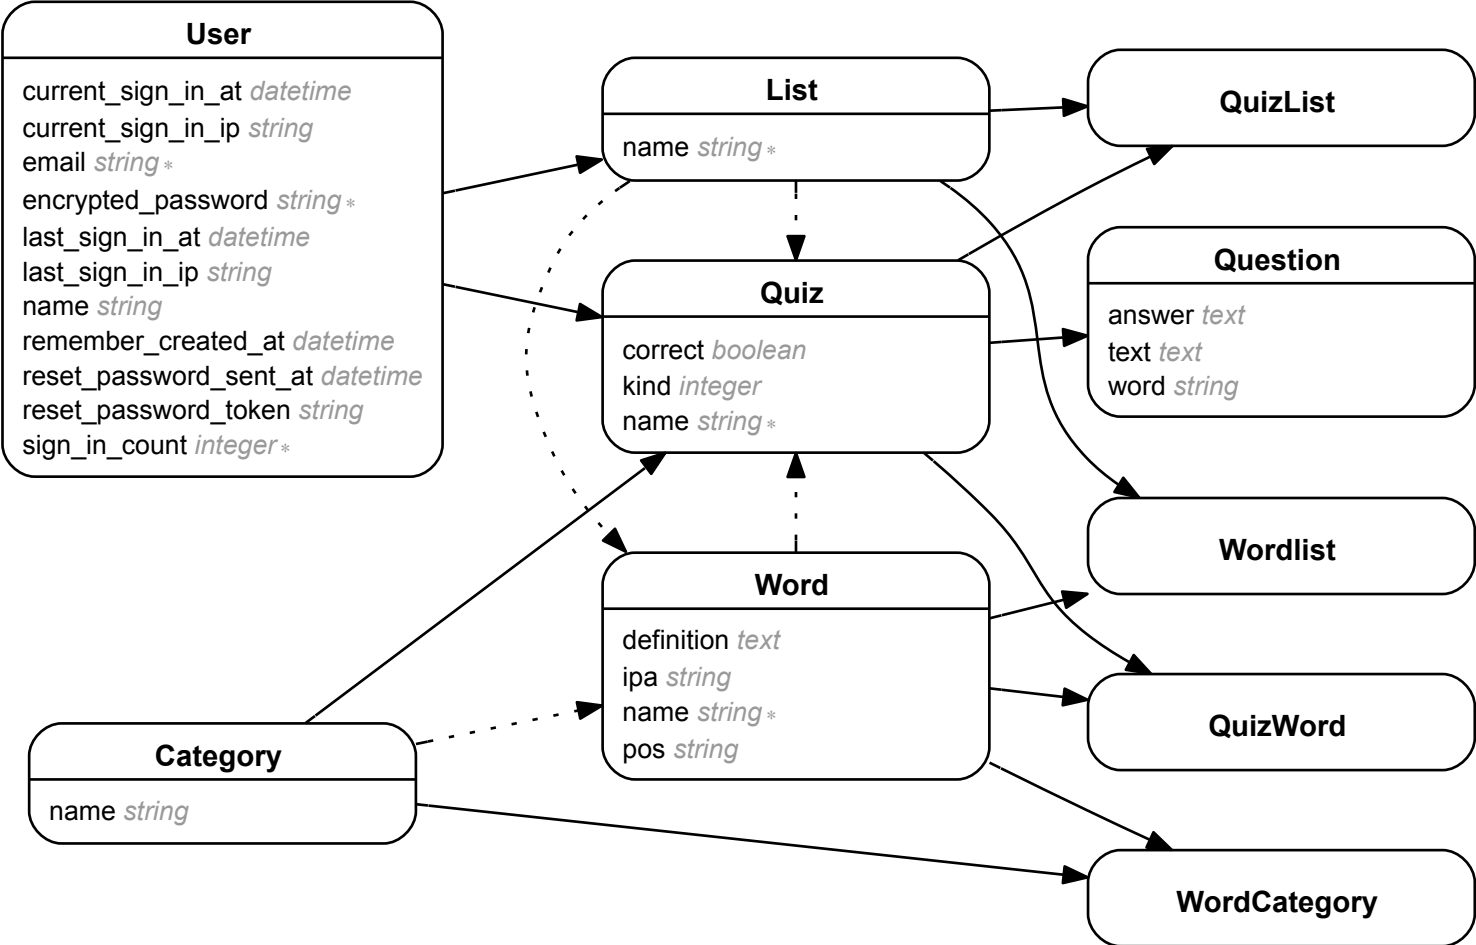 User
current_sign_in_at datetime
current_sign_in_ip string
email string *
encrypted_password string *
last_sign_in_at datetime
last_sign_in_ip string
name string
remember_created_at datetime
reset_password_sent_at datetime
reset_password_token string
sign_in_count integer *
List
name string *
Quiz
correct boolean
kind integer
name string *
Word
definition text
ipa string
name string *
pos string
Category
name string
QuizList
Question
answer text
text text
word string
Wordlist
QuizWord
WordCategory